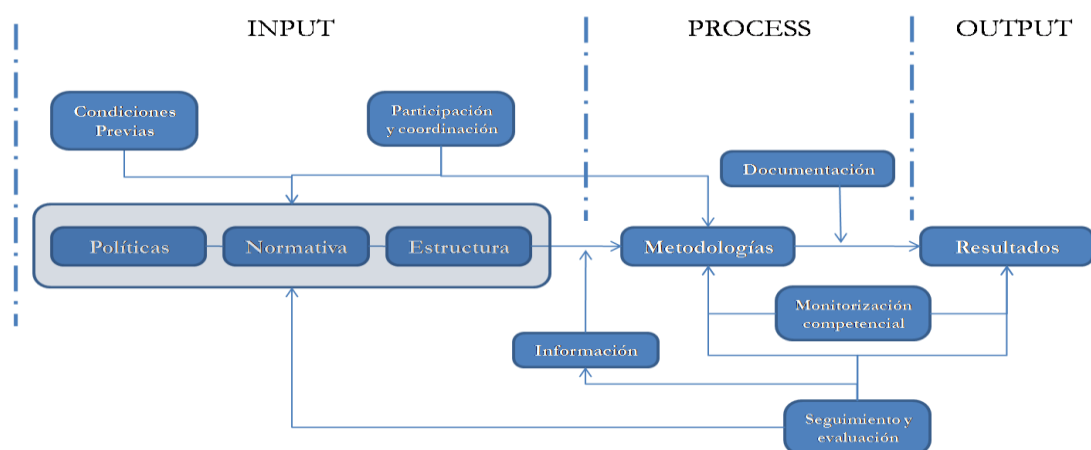 INPUT
PROCESS
OUTPUT
Condiciones
Previas
Participación
y coordinación
Documentación
Políticas
Normativa
Estructura
Metodologías
Resultados
Monitorización
competencial
Información
Seguimiento y
evaluación